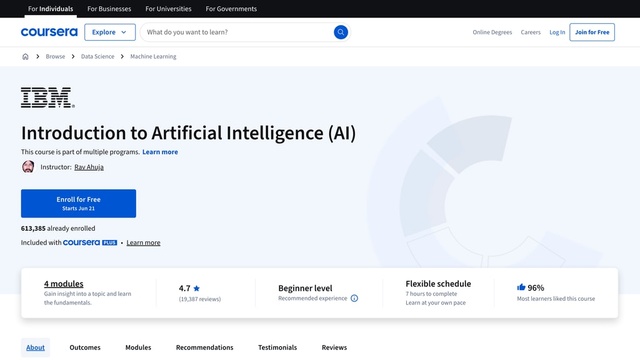 For Individuals For Businesses For Universities For Governments
coursera Explore What do you want to learn? Online Degrees Careers Log In Join for Free
Browse Data Science Machine Learning
IBM
Introduction to Artificial Intelligence (AI)
This course is part of multiple programs. Learn more
Instructor: Rav Ahuja
Enroll for Free
Starts Jun 21
613,385 already enrolled
Included with coursera PLUS • Learn more
4 modules
Gain insight into a topic and learn
the fundamentals.
4.7
(19,387 reviews)
Beginner level
Recommended experience
Flexible schedule
7 hours to complete
Learn at your own pace
96%
Most learners liked this course
About Outcomes Modules Recommendations Testimonials Reviews